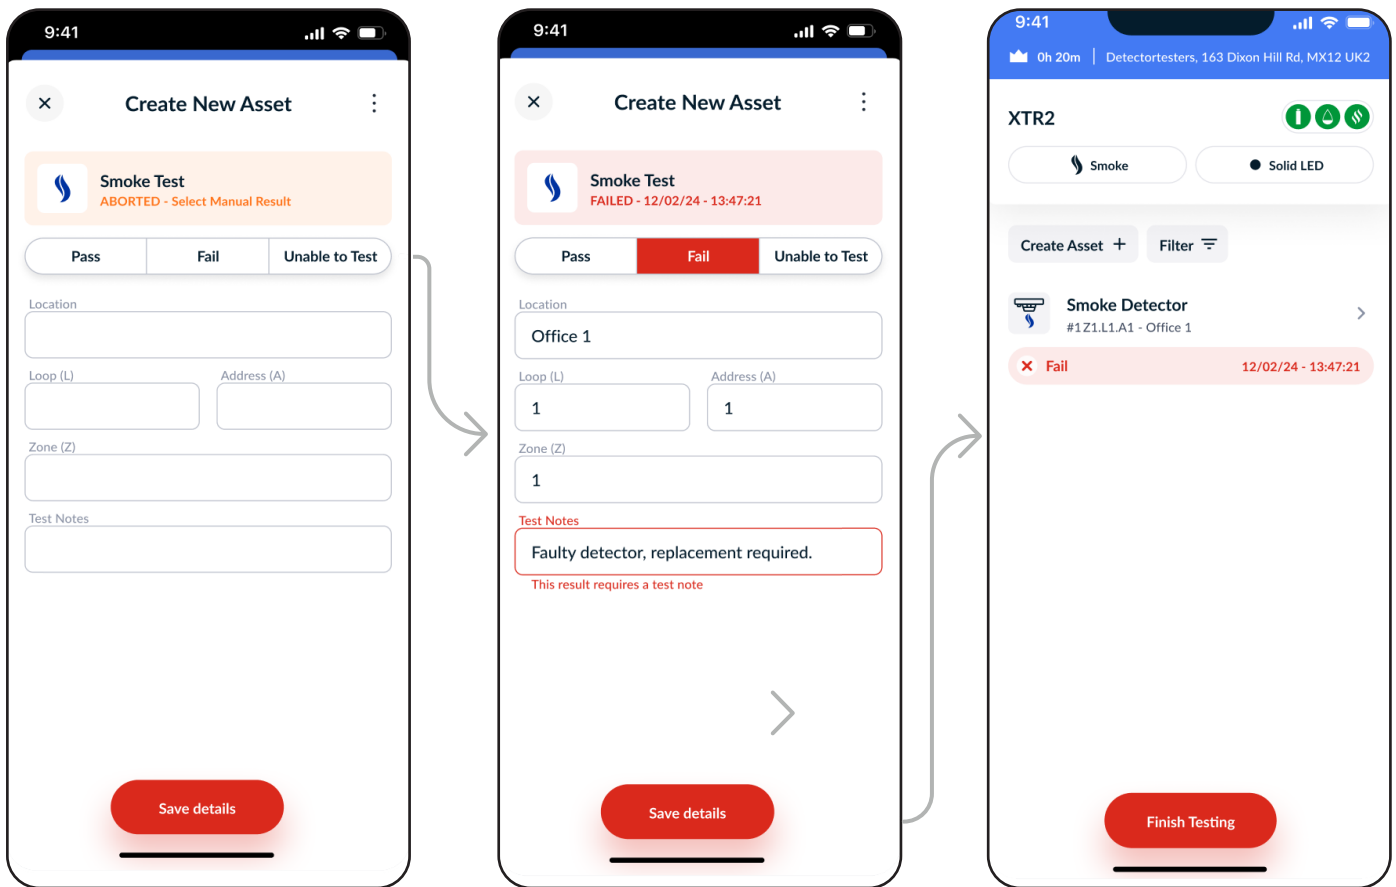 9:41
Create New Asset
Smoke Test
ABORTED - Select Manual Result
Pass
Fail
Unable to Test
Location
Loop (L)
Address (A)
Zone (Z)
Test Notes
Save details
9:41
Create New Asset
Smoke Test
FAILED - 12/02/24 - 13:47:21
Pass
Fail
Unable to Test
Location
Office 1
Loop (L)
Address (A)
1
1
Zone (Z)
1
Test Notes
Faulty detector, replacement required.
This result requires a test note
Save details
9:41
0h 20m
Detectortesters, 163 Dixon Hill Rd, MX12 UK2
XTR2
Smoke
Solid LED
Create Asset +
Filter
Smoke Detector
#1 Z1.L1.A1 - Office 1
Fail
12/02/24 - 13:47:21
Finish Testing